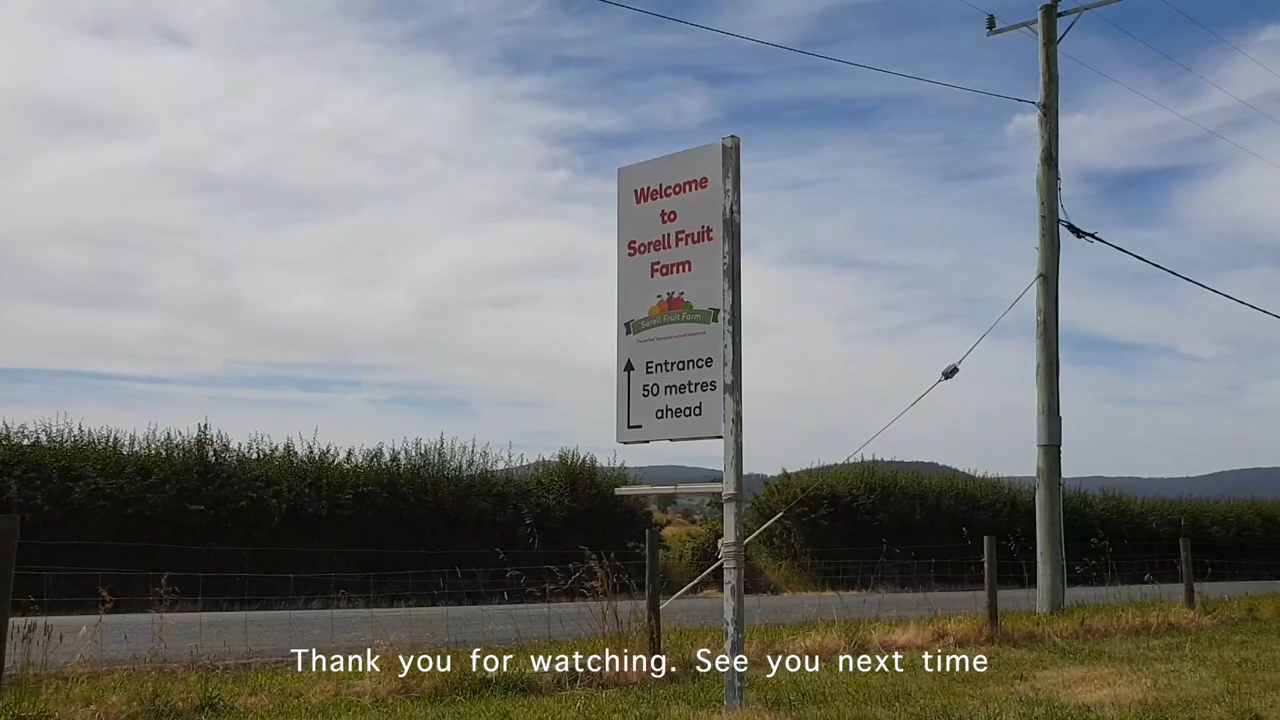 Welcome
to
Sorell Fruit
Farm
Sorell Fruit Farm
Entrance
50 metres
ahead
Thank you for watching. See you next time